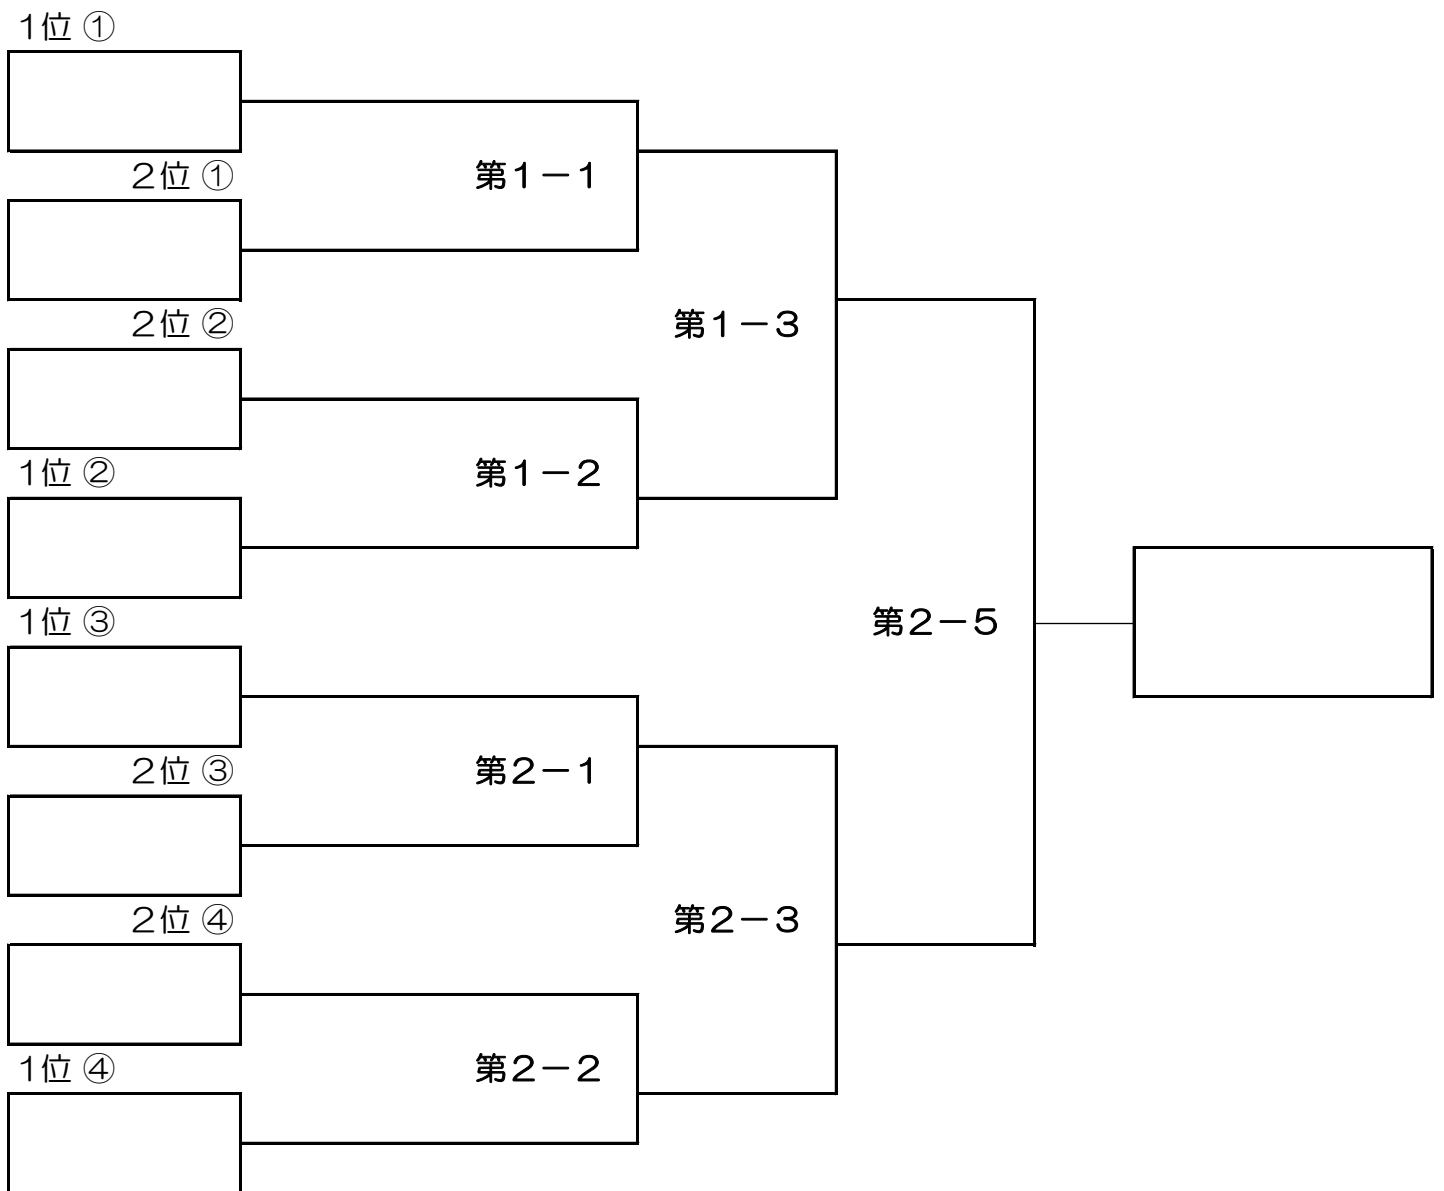 1位 ①
2位 ①
第1－1
2位 ②
第1－3
1位 ②
第1－2
1位 ③
第2－5
2位 ③
第2－1
2位 ④
第2－3
1位 ④
第2－2